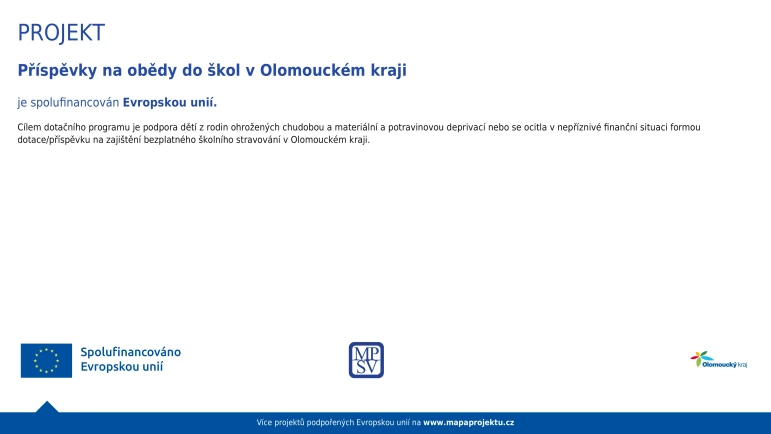 PROJEKT
Příspěvky na obědy do škol v Olomouckém kraji
je spolufinancován Evropskou unií.
Cílem dotačního programu je podpora dětí z rodin ohrožených chudobou a materiální a potravinovou deprivací nebo se ocitla v nepříznivé finanční situaci formou
dotace/příspěvku na zajištění bezplatného školního stravování v Olomouckém kraji.
Spolufinancováno
Evropskou unií
MP
SV
Olomoucký kraj
Více projektů podpořených Evropskou unií na www.mapaprojektu.cz